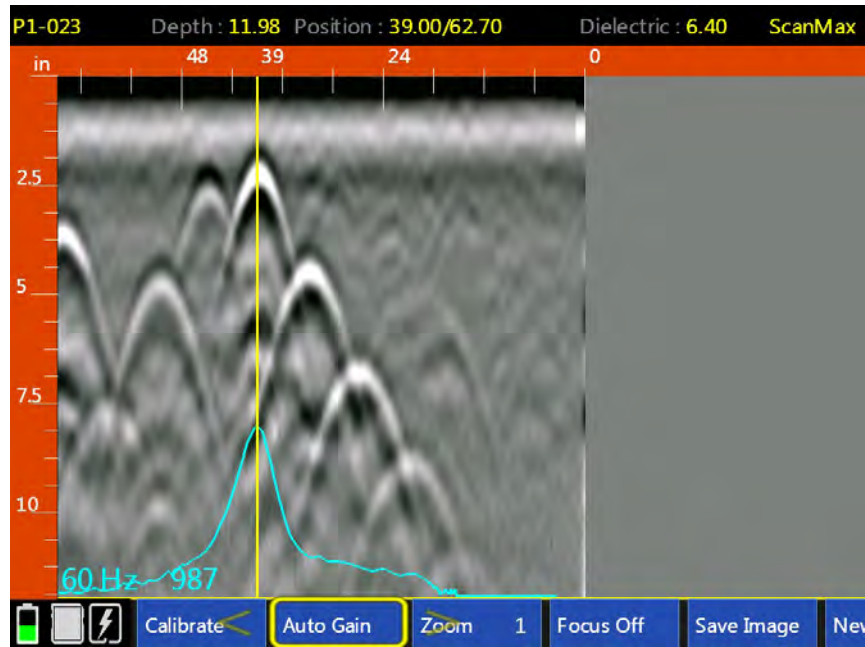 P1-023 Depth : 11.98 Position : 39.00/62.70 Dielectric : 6.40 ScanMax
in 48 39 24 0
2.5
5
7.5
10
60 Hz 987
Calibrate < Auto Gain > Zoom 1 Focus Off Save Image New